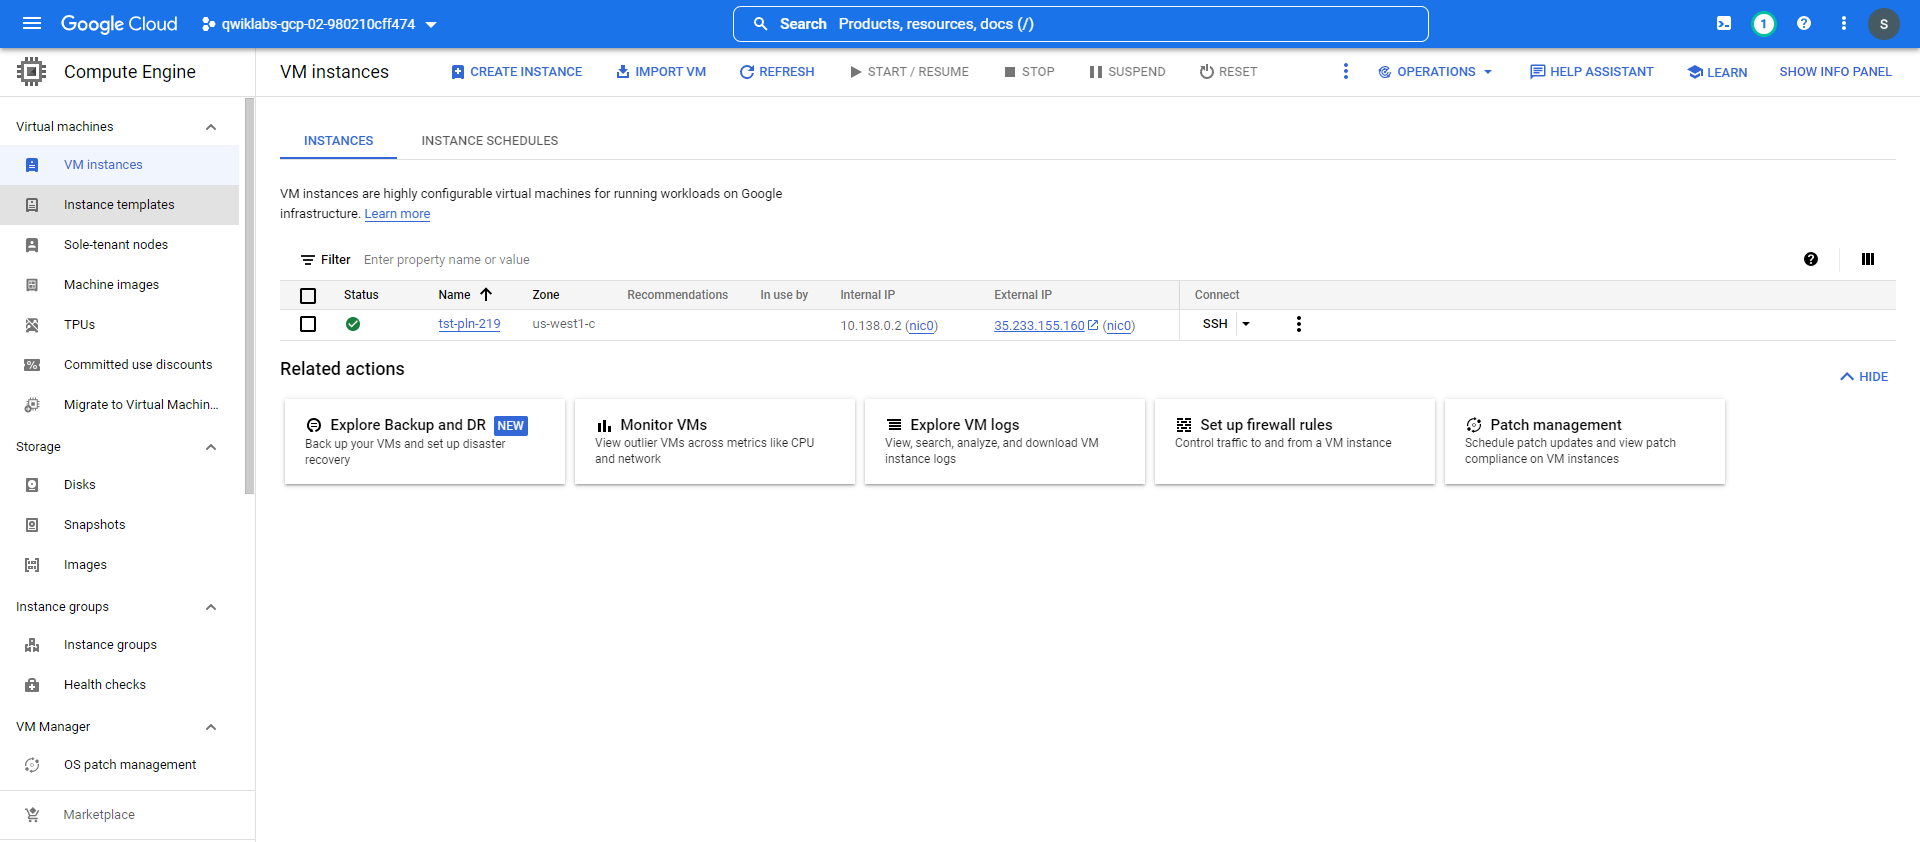 Google Cloud
qwiklabs-gcp-02-980210cff474
Search Products, resources, docs (/)
1
S
Compute Engine
VM instances
CREATE INSTANCE
IMPORT VM
REFRESH
START / RESUME
STOP
SUSPEND
RESET
OPERATIONS
HELP ASSISTANT
LEARN
SHOW INFO PANEL
Virtual machines
VM instances
Instance templates
Sole-tenant nodes
Machine images
TPUs
Committed use discounts
Migrate to Virtual Machin...
Storage
Disks
Snapshots
Images
Instance groups
Instance groups
Health checks
VM Manager
OS patch management
Marketplace
INSTANCES
INSTANCE SCHEDULES
VM instances are highly configurable virtual machines for running workloads on Google
infrastructure. Learn more
Filter Enter property name or value
Status Name Zone Recommendations In use by Internal IP External IP Connect
tst-pln-219 us-west1-c 10.138.0.2 (nic0) 35.233.155.160 (nic0) SSH
Related actions
HIDE
Explore Backup and DR NEW
Back up your VMs and set up disaster
recovery
Monitor VMs
View outlier VMs across metrics like CPU
and network
Explore VM logs
View, search, analyze, and download VM
instance logs
Set up firewall rules
Control traffic to and from a VM instance
Patch management
Schedule patch updates and view patch
compliance on VM instances